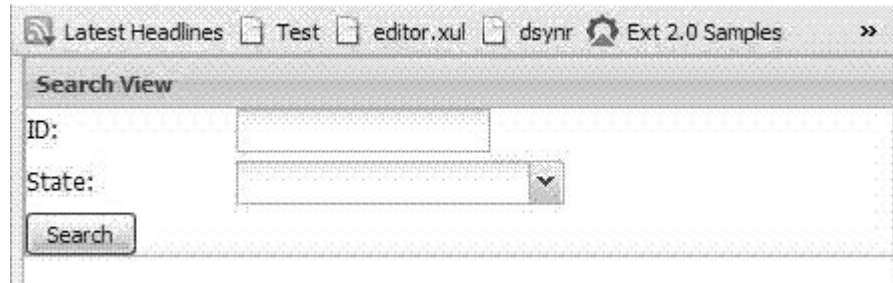 Latest Headlines Test editor.xul dsynr Ext 2.0 Samples »
Search View
ID:
State:
Search